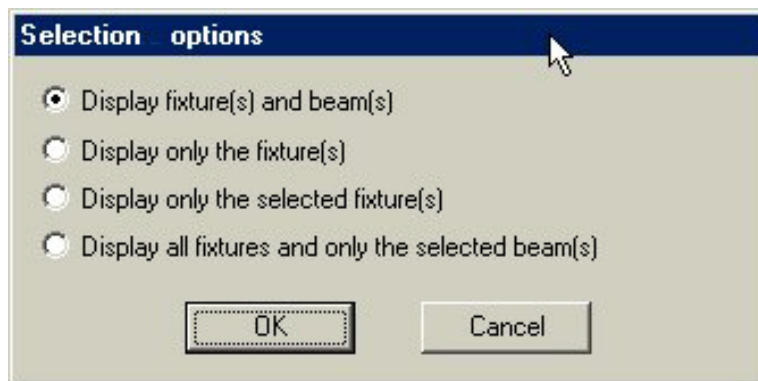 Selection options
Display fixture(s) and beam(s)
Display only the fixture(s)
Display only the selected fixture(s)
Display all fixtures and only the selected beam(s)
OK Cancel